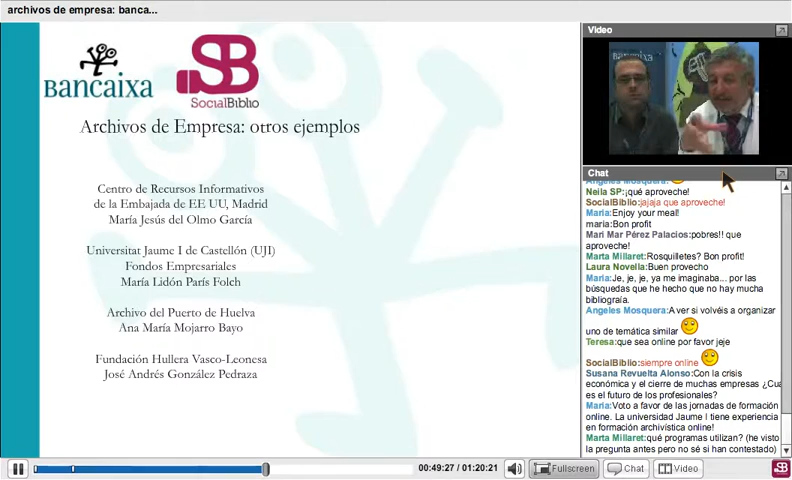 archivos de empresa: banca...
Video
Bancaixa
SB
SocialBiblio
Archivos de Empresa: otros ejemplos
Centro de Recursos Informativos
de la Embajada de EE UU, Madrid
María Jesús del Olmo García
Universitat Jaume I de Castellón (UJI)
Fondos Empresariales
María Lidón París Folch
Archivo del Puerto de Huelva
Ana María Mojarro Bayo
Fundación Hullera Vasco-Leonesa
José Andrés González Pedraza
Chat
Angeles Mosquera:
Neila SP:¡qué aproveche!
SocialBiblio:jajaja que aproveche!
Maria:Enjoy your meal!
maria:Bon profit
Mari Mar Pérez Palacios:pobres!! que
aproveche!
Marta Millaret:Rosquilletes? Bon profit!
Laura Novella:Buen provecho
Maria:Je, je, je, ya me imaginaba... por las
búsquedas que he hecho que no hay mucha
bibliograía.
Angeles Mosquera:A ver si volvéis a organizar
uno de temática similar
Teresa:que sea online por favor jeje
SocialBiblio:siempre online
Susana Revuelta Alonso:Con la crisis
económica y el cierre de muchas empresas ¿Cua
es el futuro de los profesionales?
Maria:Voto a favor de las jornadas de formación
online. La universidad Jaume I tiene experiencia
en formación archivística online!
Marta Millaret:qué programas utilizan? (he visto
la pregunta antes pero no sé si han contestado)
00:49:27 / 01:20:21
Fullscreen
Chat
Video
SB